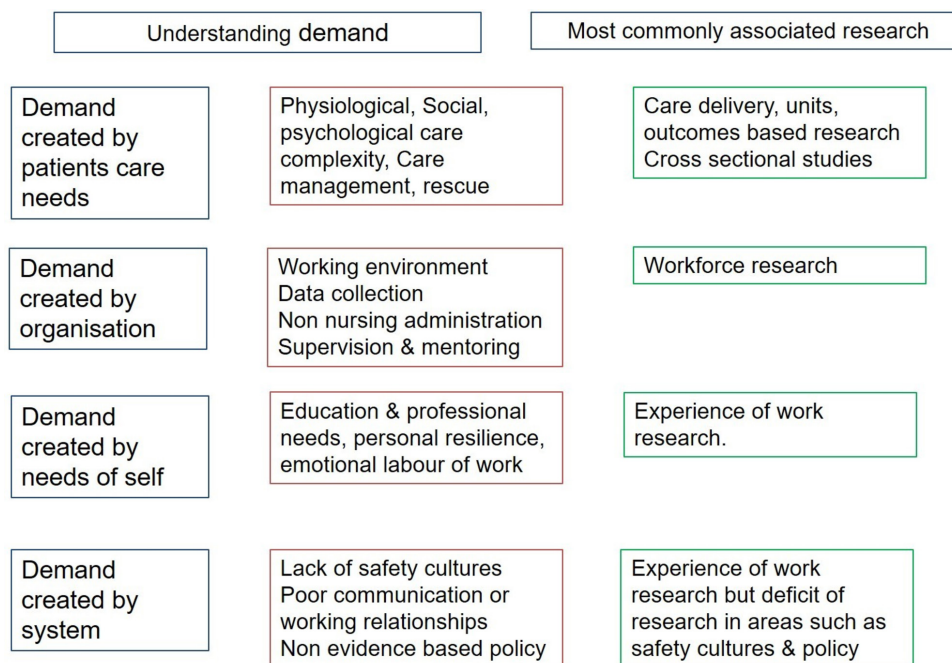 Understanding demand
Most commonly associated research
Demand
created by
patients care
needs
Physiological, Social,
psychological care
complexity, Care
management, rescue
Care delivery, units,
outcomes based research
Cross sectional studies
Demand
created by
organisation
Working environment
Data collection
Non nursing administration
Supervision & mentoring
Workforce research
Demand
created by
needs of self
Education & professional
needs, personal resilience,
emotional labour of work
Experience of work
research.
Demand
created by
system
Lack of safety cultures
Poor communication or
working relationships
Non evidence based policy
Experience of work
research but deficit of
research in areas such as
safety cultures & policy